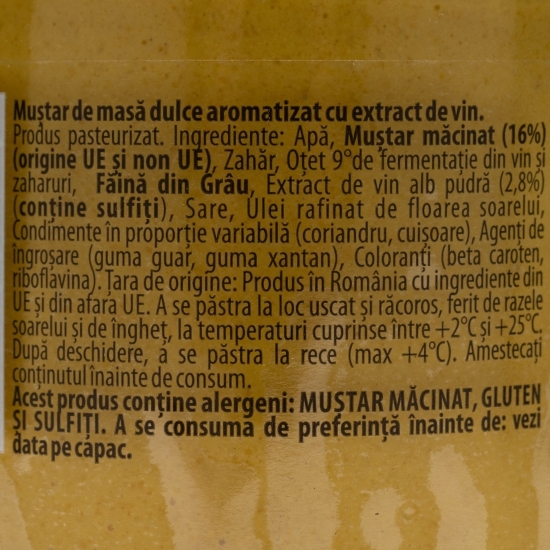 Muștar de masă dulce aromatizat cu extract de vin.
Produs pasteurizat. Ingrediente: Apă, Muștar măcinat (16%)
(origine UE și non UE), Zahăr, Oțet 9°de fermentație din vin și
zaharuri, Făină din Grâu, Extract de vin alb pudră (2,8%)
(conține sulfiți), Sare, Ulei rafinat de floarea soarelui,
Condimente în proporție variabilă (coriandru, cuișoare), Agenți de
îngroșare (guma guar, guma xantan), Coloranți (beta caroten,
riboflavina). Țara de origine: Produs în România cu ingrediente din
UE și din afara UE. A se păstra la loc uscat și răcoros, ferit de razele
soarelui și de îngheț, la temperaturi cuprinse între +2°C și +25°C.
După deschidere, a se păstra la rece (max +4°C). Amestecați
conținutul înainte de consum.
Acest produs conține alergeni: MUȘTAR MĂCINAT, GLUTEN
ȘI SULFIȚI. A se consuma de preferință înainte de: vezi
data pe capac.